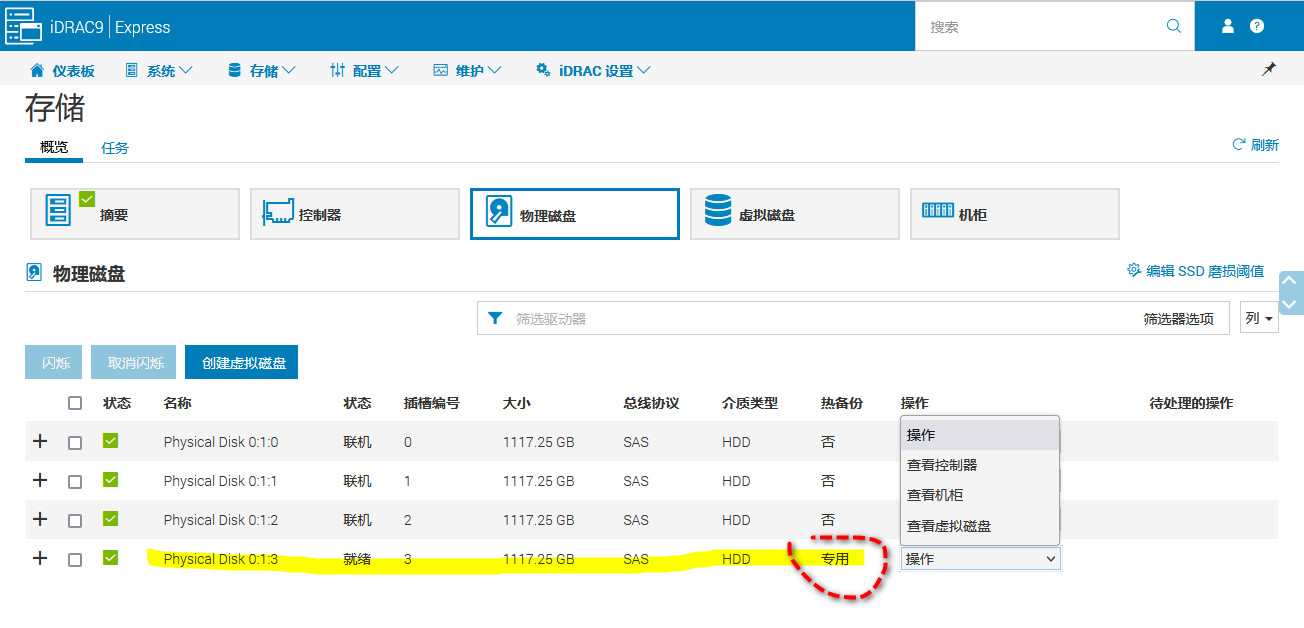 iDRAC9 | Express 搜索
仪表板 系统 存储 配置 维护 iDRAC 设置
存储
概览 任务 刷新
摘要 控制器 物理磁盘 虚拟磁盘 机柜
物理磁盘 编辑 SSD 磨损阈值
筛选驱动器 筛选器选项 列
闪烁 取消闪烁 创建虚拟磁盘
状态 名称 状态 插槽编号 大小 总线协议 介质类型 热备份 操作 待处理的操作
Physical Disk 0:1:0 联机 0 1117.25 GB SAS HDD 否 操作
查看控制器
Physical Disk 0:1:1 联机 1 1117.25 GB SAS HDD 否
查看机柜
Physical Disk 0:1:2 联机 2 1117.25 GB SAS HDD 否 查看虚拟磁盘
Physical Disk 0:1:3 就绪 3 1117.25 GB SAS HDD 专用 操作